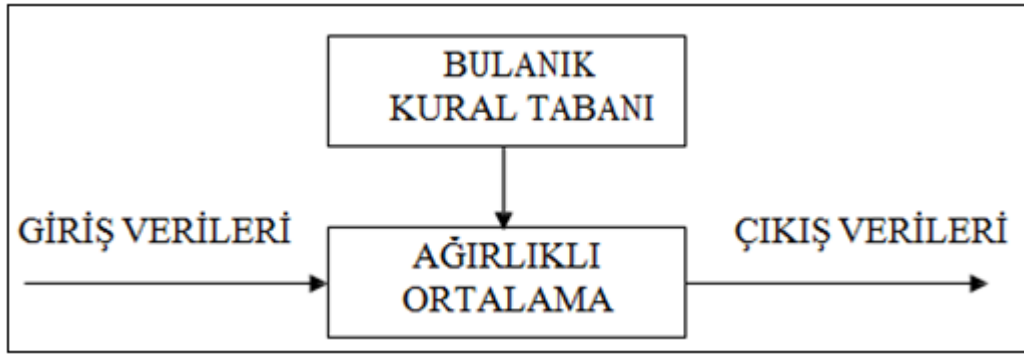 BULANIK
KURAL TABANI
GİRİŞ VERİLERİ
ÇIKIŞ VERİLERİ
AĞIRLIKLI
ORTALAMA